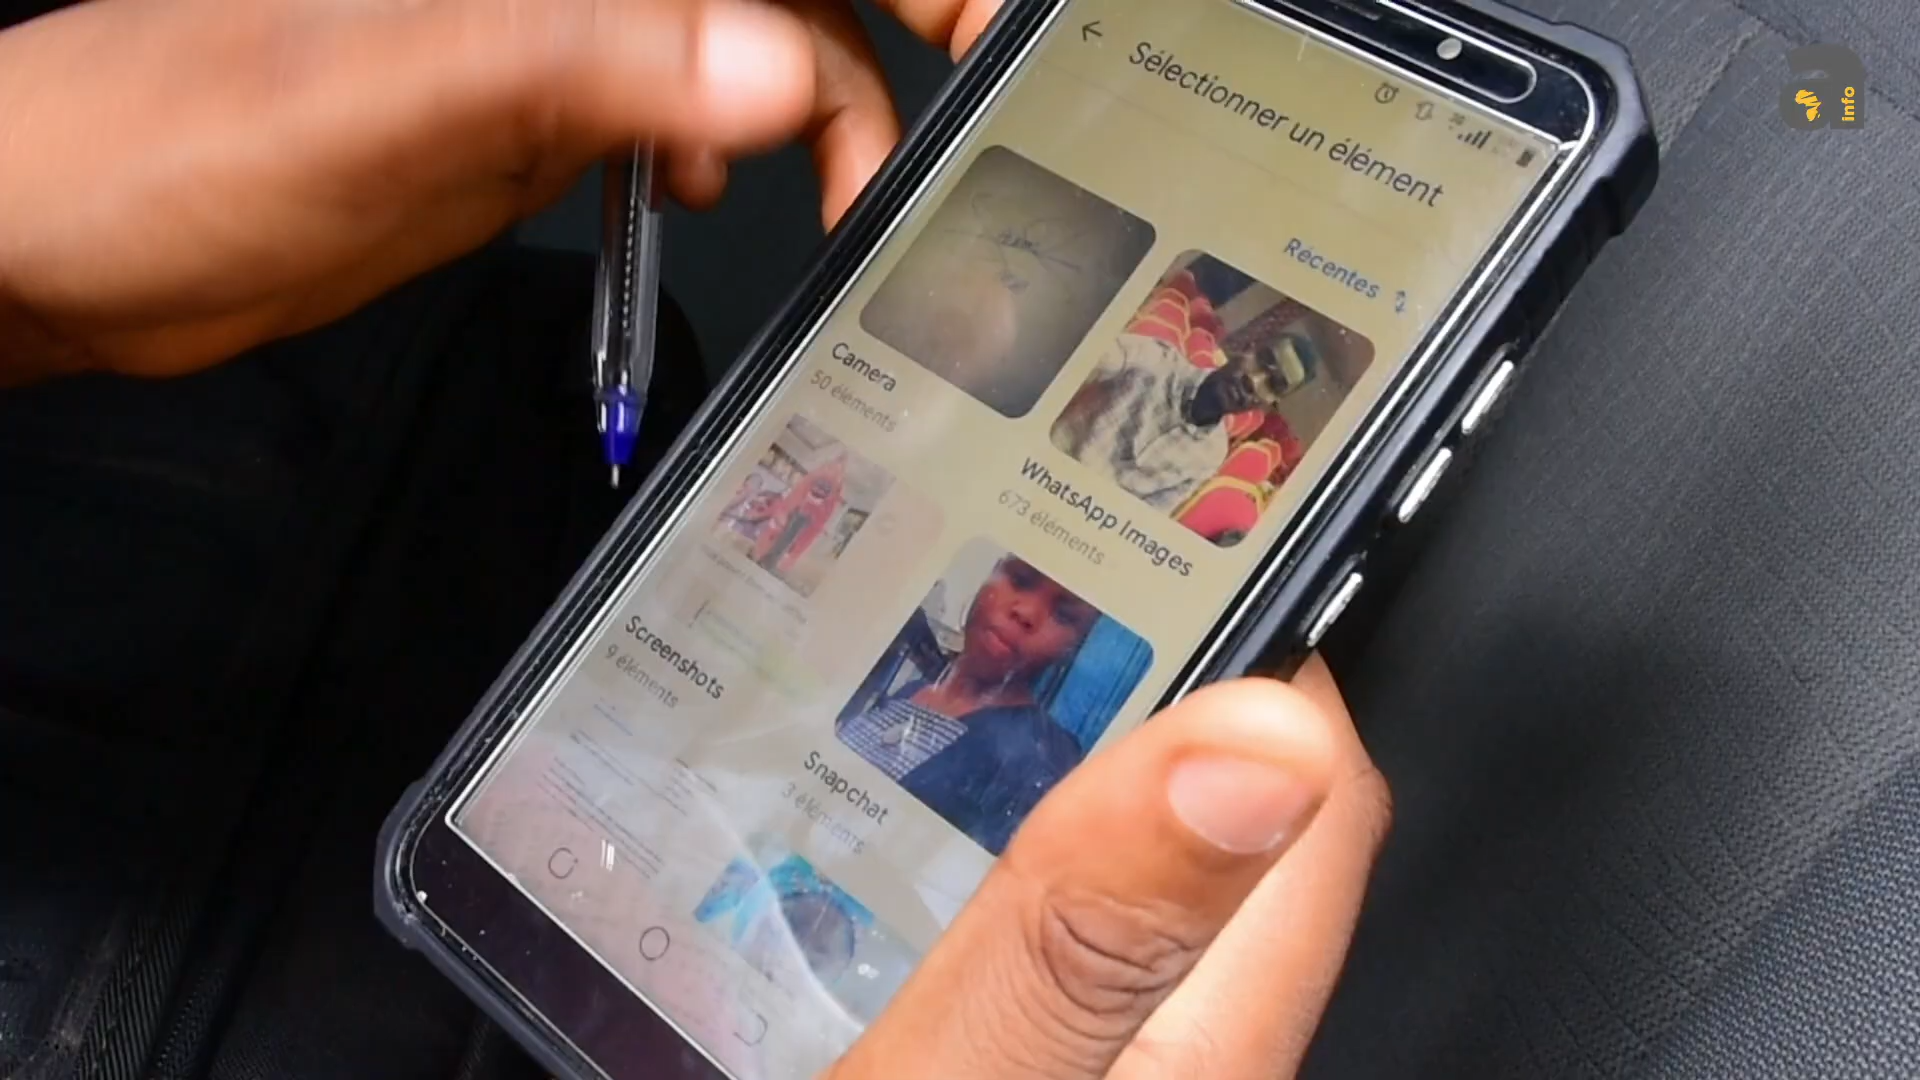 Sélectionner un élément
Récentes
Camera
50 éléments
WhatsApp Images
673 éléments
Screenshots
9 éléments
Snapchat
3 éléments
a
info